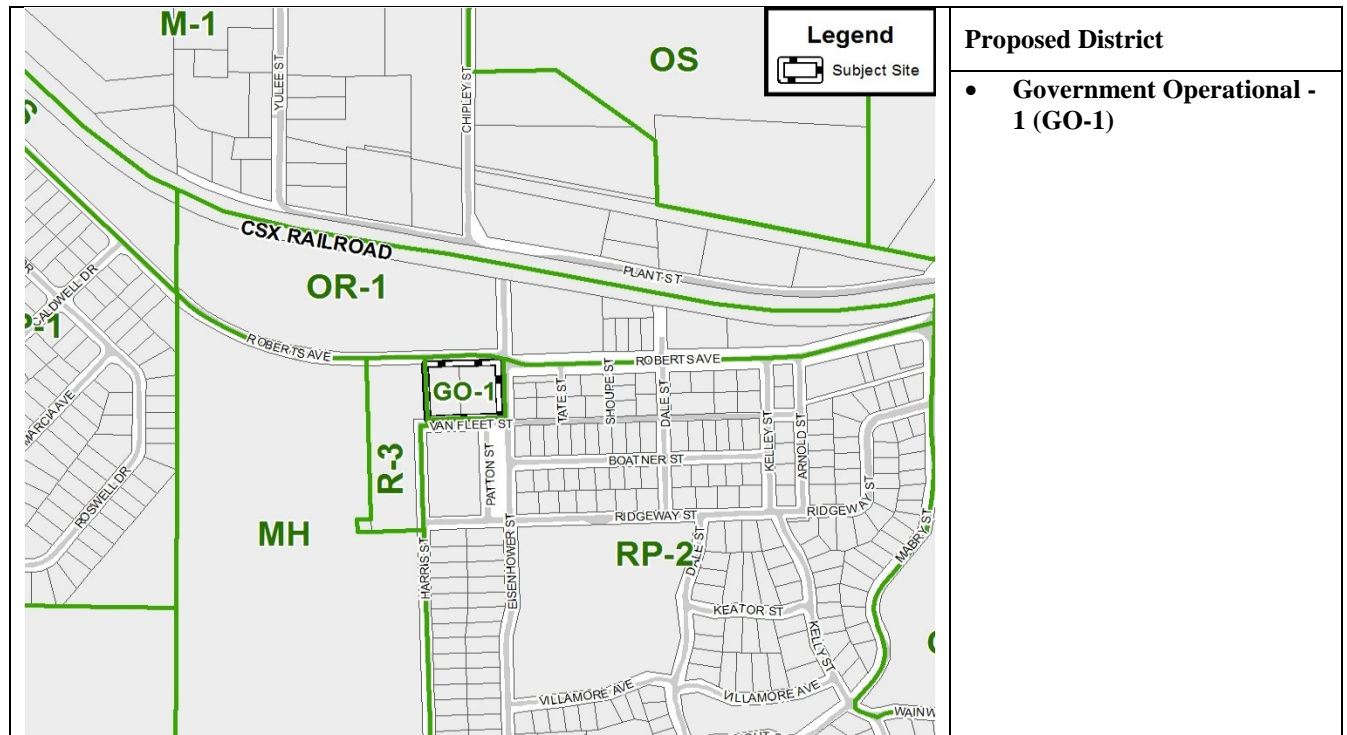 M-1
YULEE ST
CHIPLEY ST
OS
Legend
Subject Site
Proposed District
• Government Operational -
1 (GO-1)
CSX RAILROAD
PLANT ST
OR-1
CALDWELL DR
ROBERTS AVE
ROBERTS AVE
GO-1
TATE ST
SHOUPE ST
DALE ST
KELLEY ST
ARNOLD ST
MARCIA AVE
VAN FLEET ST
R-3
PATTON ST
BOATNER ST
ROSWELL DR
RIDGEWAY ST
RIDGEWAY ST
MH
HARRIS ST
EISENHOWER ST
RP-2
DALE ST
MABRY ST
KEATOR ST
KELLY ST
VILLAMORE AVE
VILLAMORE AVE
WAINW